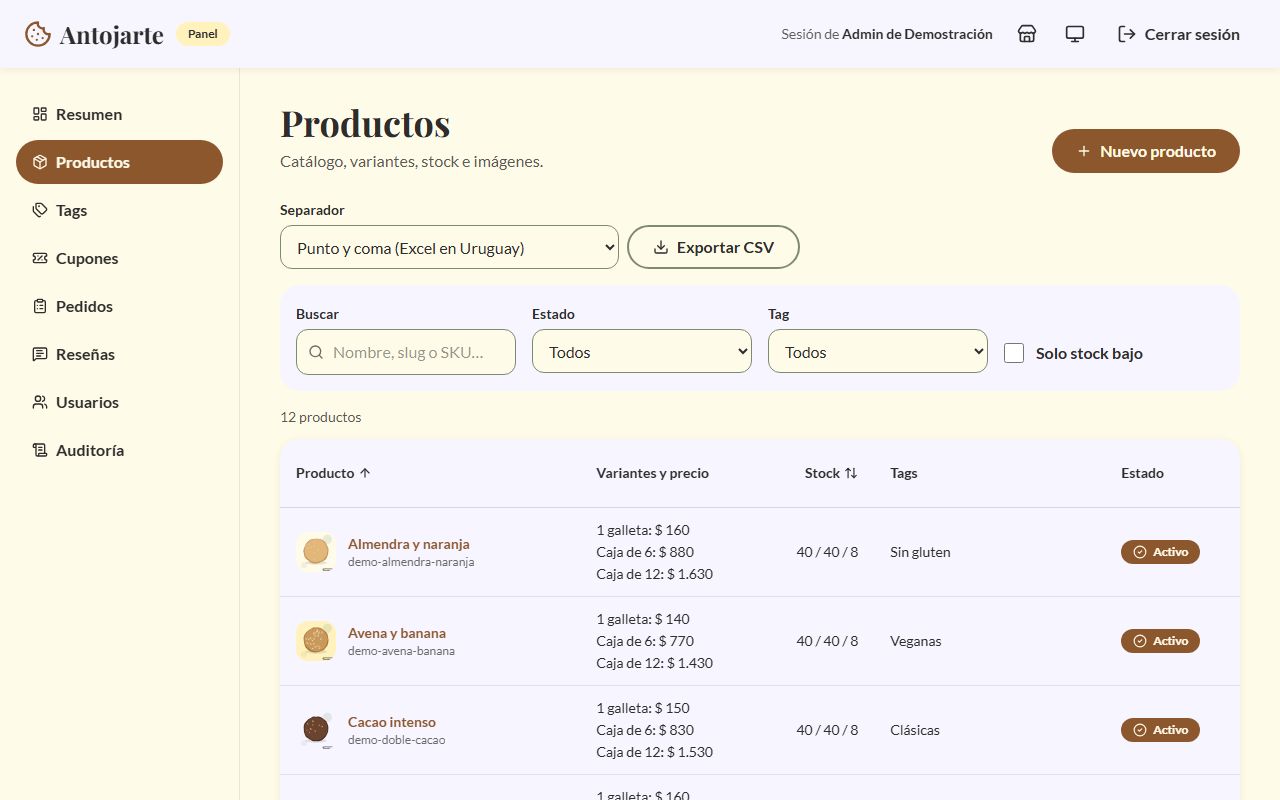 Antojarte
Panel
Sesión de Admin de Demostración
Cerrar sesión
Resumen
Productos
Tags
Cupones
Pedidos
Reseñas
Usuarios
Auditoría
Productos
Catálogo, variantes, stock e imágenes.
Nuevo producto
Separador
Punto y coma (Excel en Uruguay)
Exportar CSV
Buscar
Nombre, slug o SKU...
Estado
Todos
Tag
Todos
Solo stock bajo
12 productos
Producto
Variantes y precio
Stock
Tags
Estado
Almendra y naranja
demo-almendra-naranja
1 galleta: $ 160
Caja de 6: $ 880
Caja de 12: $ 1.630
40 / 40 / 8
Sin gluten
Activo
Avena y banana
demo-avena-banana
1 galleta: $ 140
Caja de 6: $ 770
Caja de 12: $ 1.430
40 / 40 / 8
Veganas
Activo
Cacao intenso
demo-doble-cacao
1 galleta: $ 150
Caja de 6: $ 830
Caja de 12: $ 1.530
40 / 40 / 8
Clásicas
Activo
1 galleta: $ 160